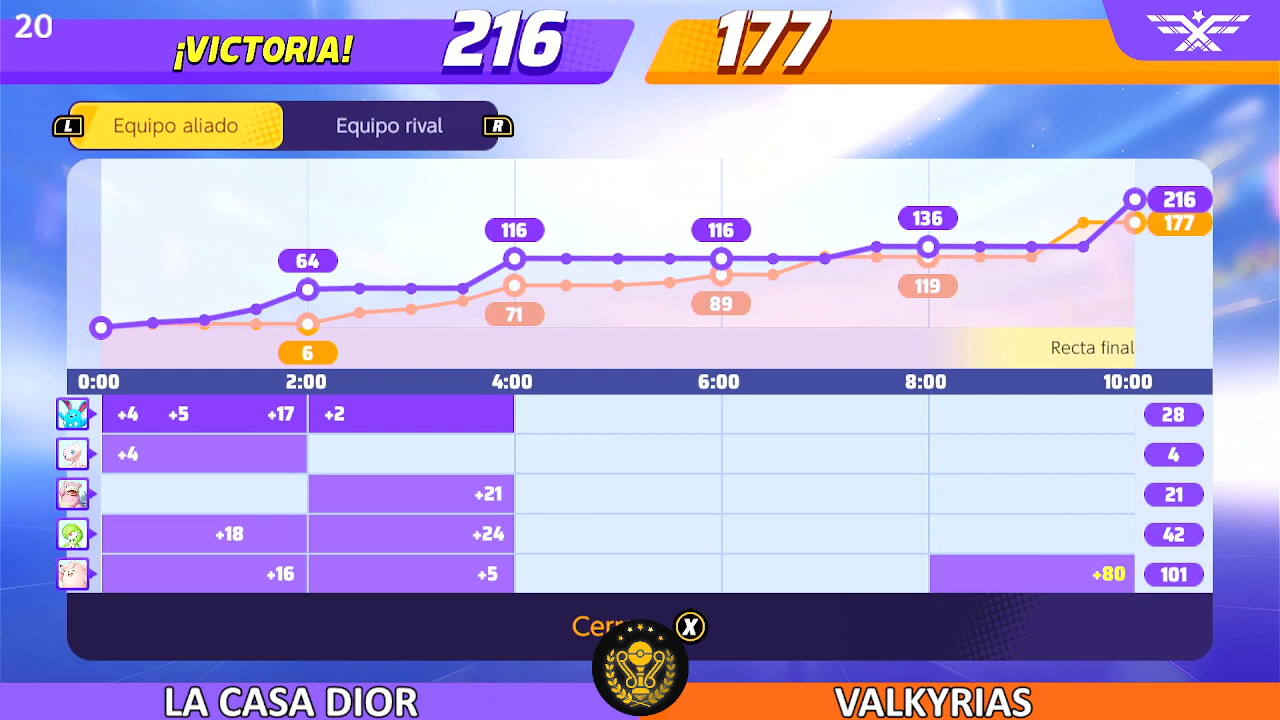 20
¡VICTORIA!
216
177
L
Equipo aliado
Equipo rival
R
216
177
136
116
116
64
119
89
71
6
Recta final
0:00 2:00 4:00 6:00 8:00 10:00
+4 +5 +17 +2 28
+4 4
+21 21
+18 +24 42
+16 +5 +80 101
X
LA CASA DIOR
VALKYRIAS